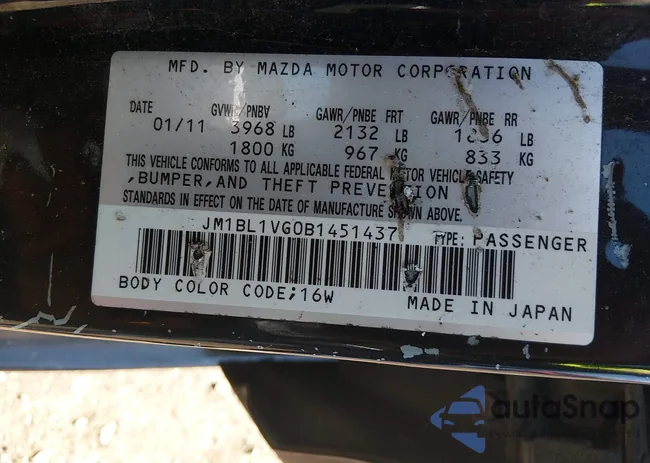 MFD. BY MAZDA MOTOR CORPORATION
DATE GVWR/PNBV GAWR/PNBE FRT GAWR/PNBE RR
01/11 3968 LB 2132 LB 1836 LB
1800 KG 967 KG 833 KG
THIS VEHICLE CONFORMS TO ALL APPLICABLE FEDERAL MOTOR VEHICLE SAFETY
,BUMPER,AND THEFT PREVENTION
STANDARDS IN EFFECT ON THE DATE OF MANUFACTURE SHOWN ABOVE.
JM1BL1VG0B1451437 TYPE: PASSENGER
BODY COLOR CODE;16W MADE IN JAPAN
autoSnap